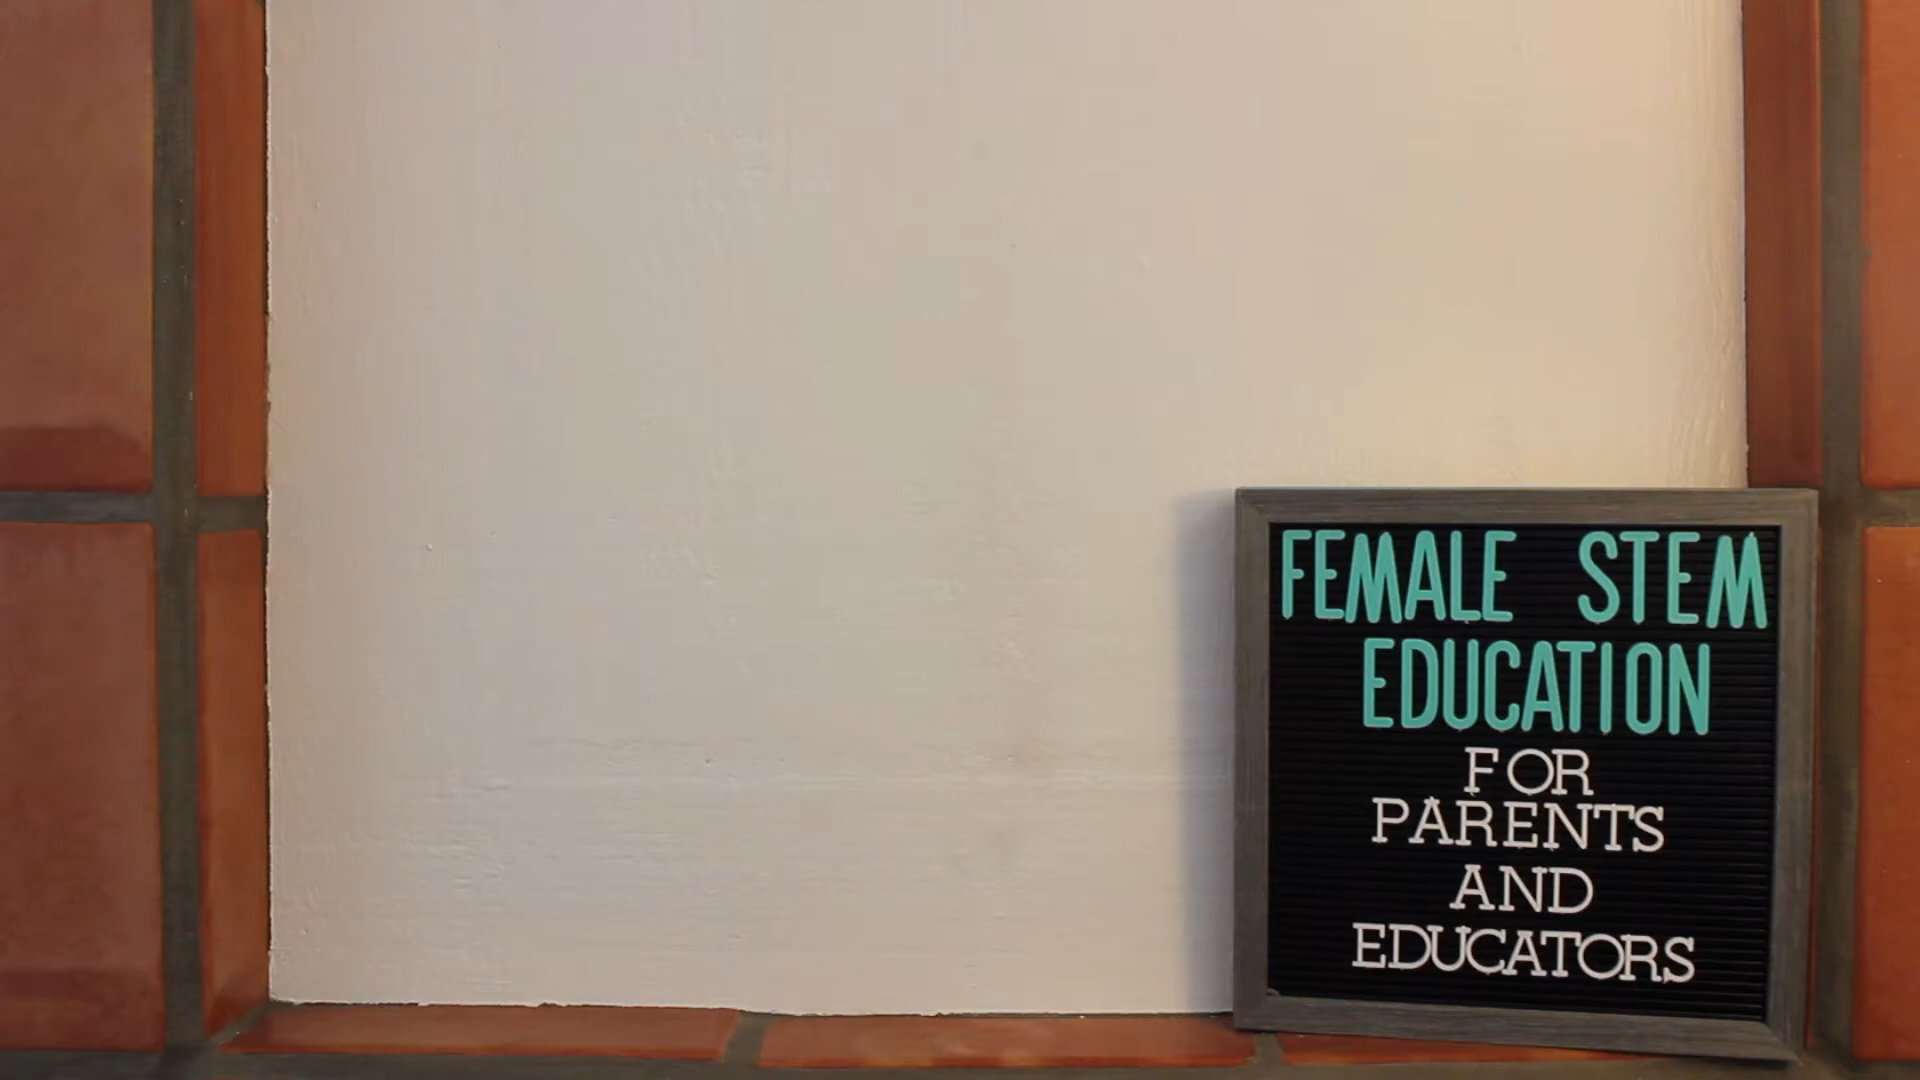 FEMALE STEM
EDUCATION
FOR
PARENTS
AND
EDUCATORS